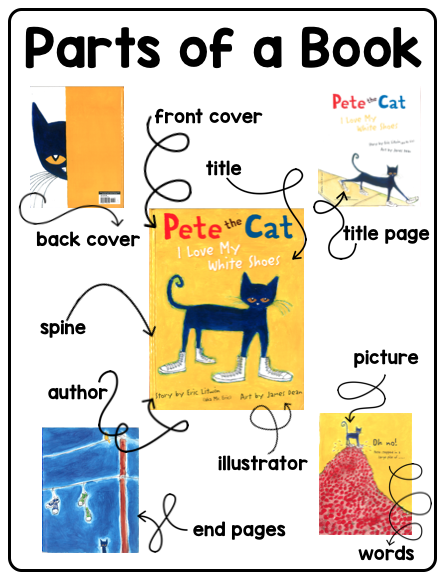 Parts of a Book
front cover
Pete the Cat
I Love My
White Shoes
title
back cover
title page
Pete the Cat
I Love My
White Shoes
spine
Story by Eric Litwin
Art by James Dean
picture
author
Oh no!
illustrator
end pages
words